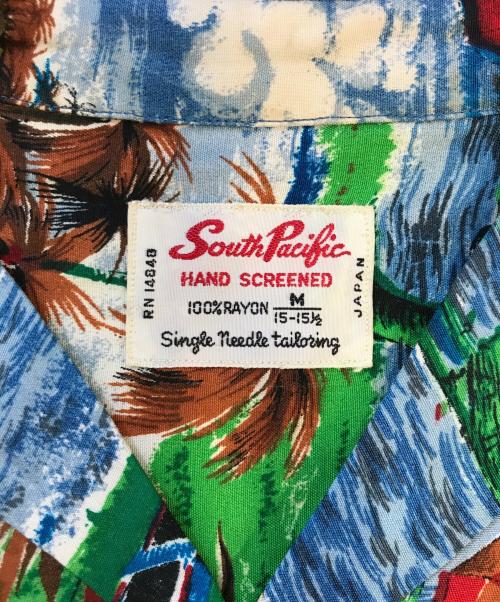 South Pacific
HAND SCREENED
100% RAYON M
15-15½
Single Needle tailoring
RN 14848
JAPAN